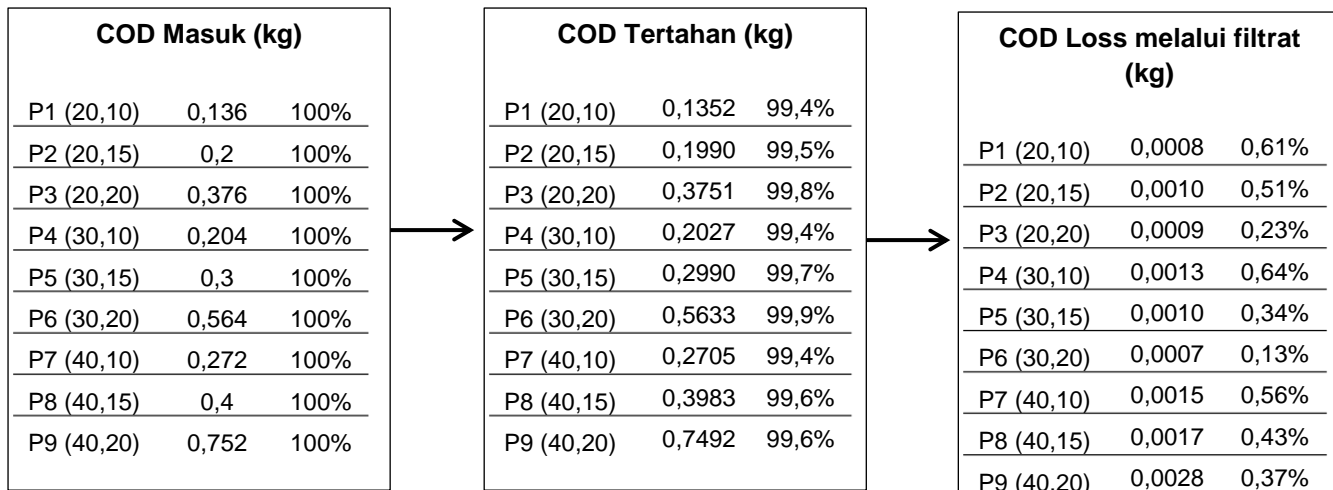 COD Masuk (kg)
P1 (20,10) 0,136 100%
P2 (20,15) 0,2 100%
P3 (20,20) 0,376 100%
P4 (30,10) 0,204 100%
P5 (30,15) 0,3 100%
P6 (30,20) 0,564 100%
P7 (40,10) 0,272 100%
P8 (40,15) 0,4 100%
P9 (40,20) 0,752 100%
COD Tertahan (kg)
P1 (20,10) 0,1352 99,4%
P2 (20,15) 0,1990 99,5%
P3 (20,20) 0,3751 99,8%
P4 (30,10) 0,2027 99,4%
P5 (30,15) 0,2990 99,7%
P6 (30,20) 0,5633 99,9%
P7 (40,10) 0,2705 99,4%
P8 (40,15) 0,3983 99,6%
P9 (40,20) 0,7492 99,6%
COD Loss melalui filtrat
(kg)
P1 (20,10) 0,0008 0,61%
P2 (20,15) 0,0010 0,51%
P3 (20,20) 0,0009 0,23%
P4 (30,10) 0,0013 0,64%
P5 (30,15) 0,0010 0,34%
P6 (30,20) 0,0007 0,13%
P7 (40,10) 0,0015 0,56%
P8 (40,15) 0,0017 0,43%
P9 (40,20) 0,0028 0,37%